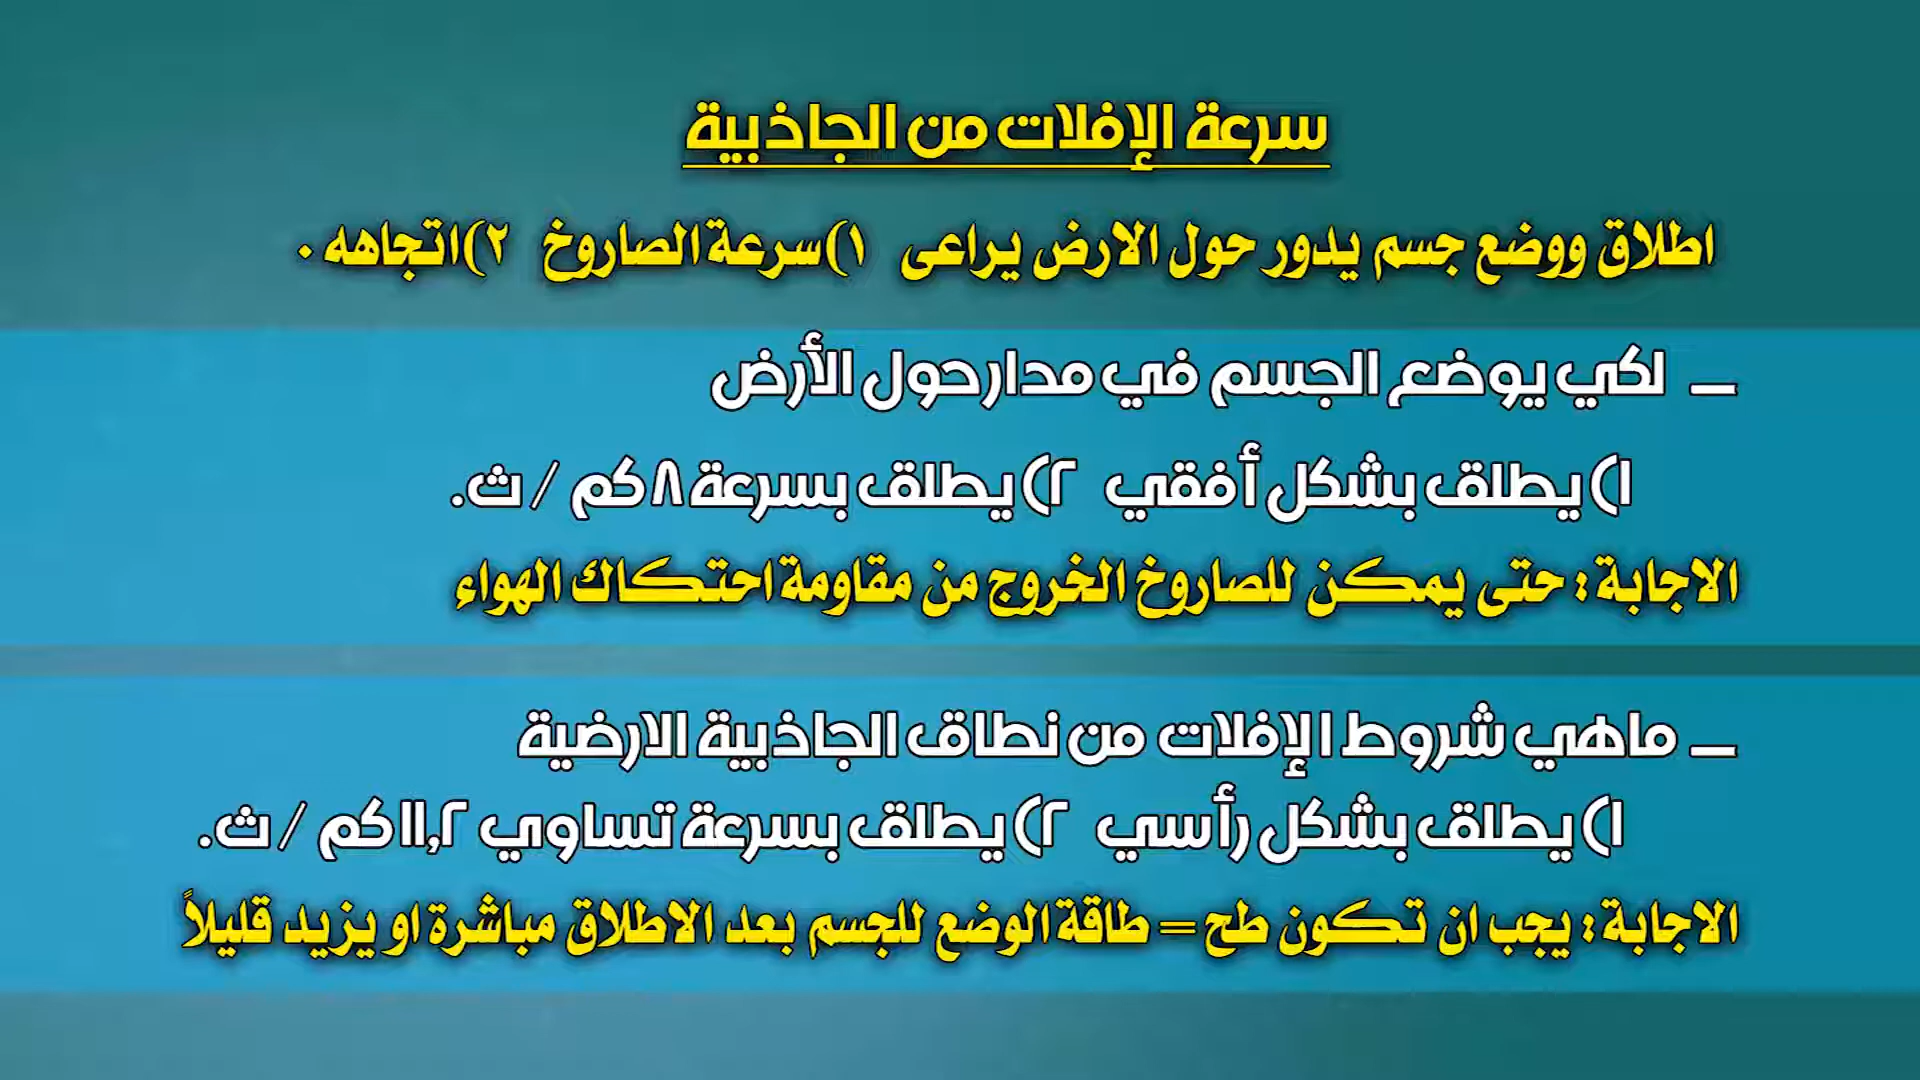 سرعة الإفلات من الجاذبية
اطلاق ووضع جسم يدور حول الارض يراعى ١) سرعة الصاروخ ٢) اتجاهه .
ـ لكي يوضع الجسم في مدار حول الأرض
١) يطلق بشكل أفقي ٢) يطلق بسرعة ٨ كم / ث.
الاجابة : حتى يمكن للصاروخ الخروج من مقاومة احتكاك الهواء
ـ ماهي شروط الإفلات من نطاق الجاذبية الارضية
١) يطلق بشكل رأسي ٢) يطلق بسرعة تساوي ١١,٢ كم / ث.
الاجابة : يجب ان تكون طح = طاقة الوضع للجسم بعد الاطلاق مباشرة او يزيد قليلاً